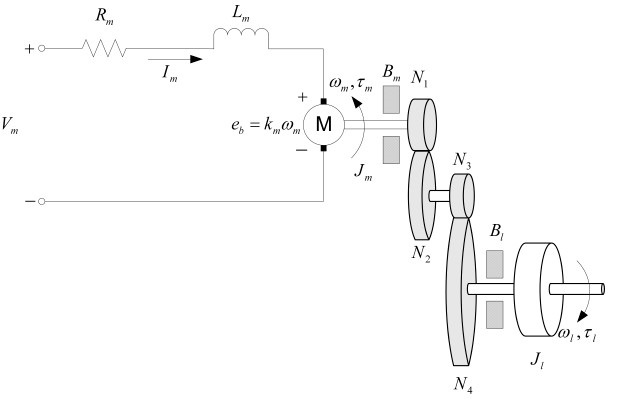 R_m
L_m
+
I_m
V_m
−
+
e_b = k_m ω_m
M
−
ω_m, τ_m
J_m
B_m
N_1
N_2
N_3
N_4
B_l
ω_l, τ_l
J_l